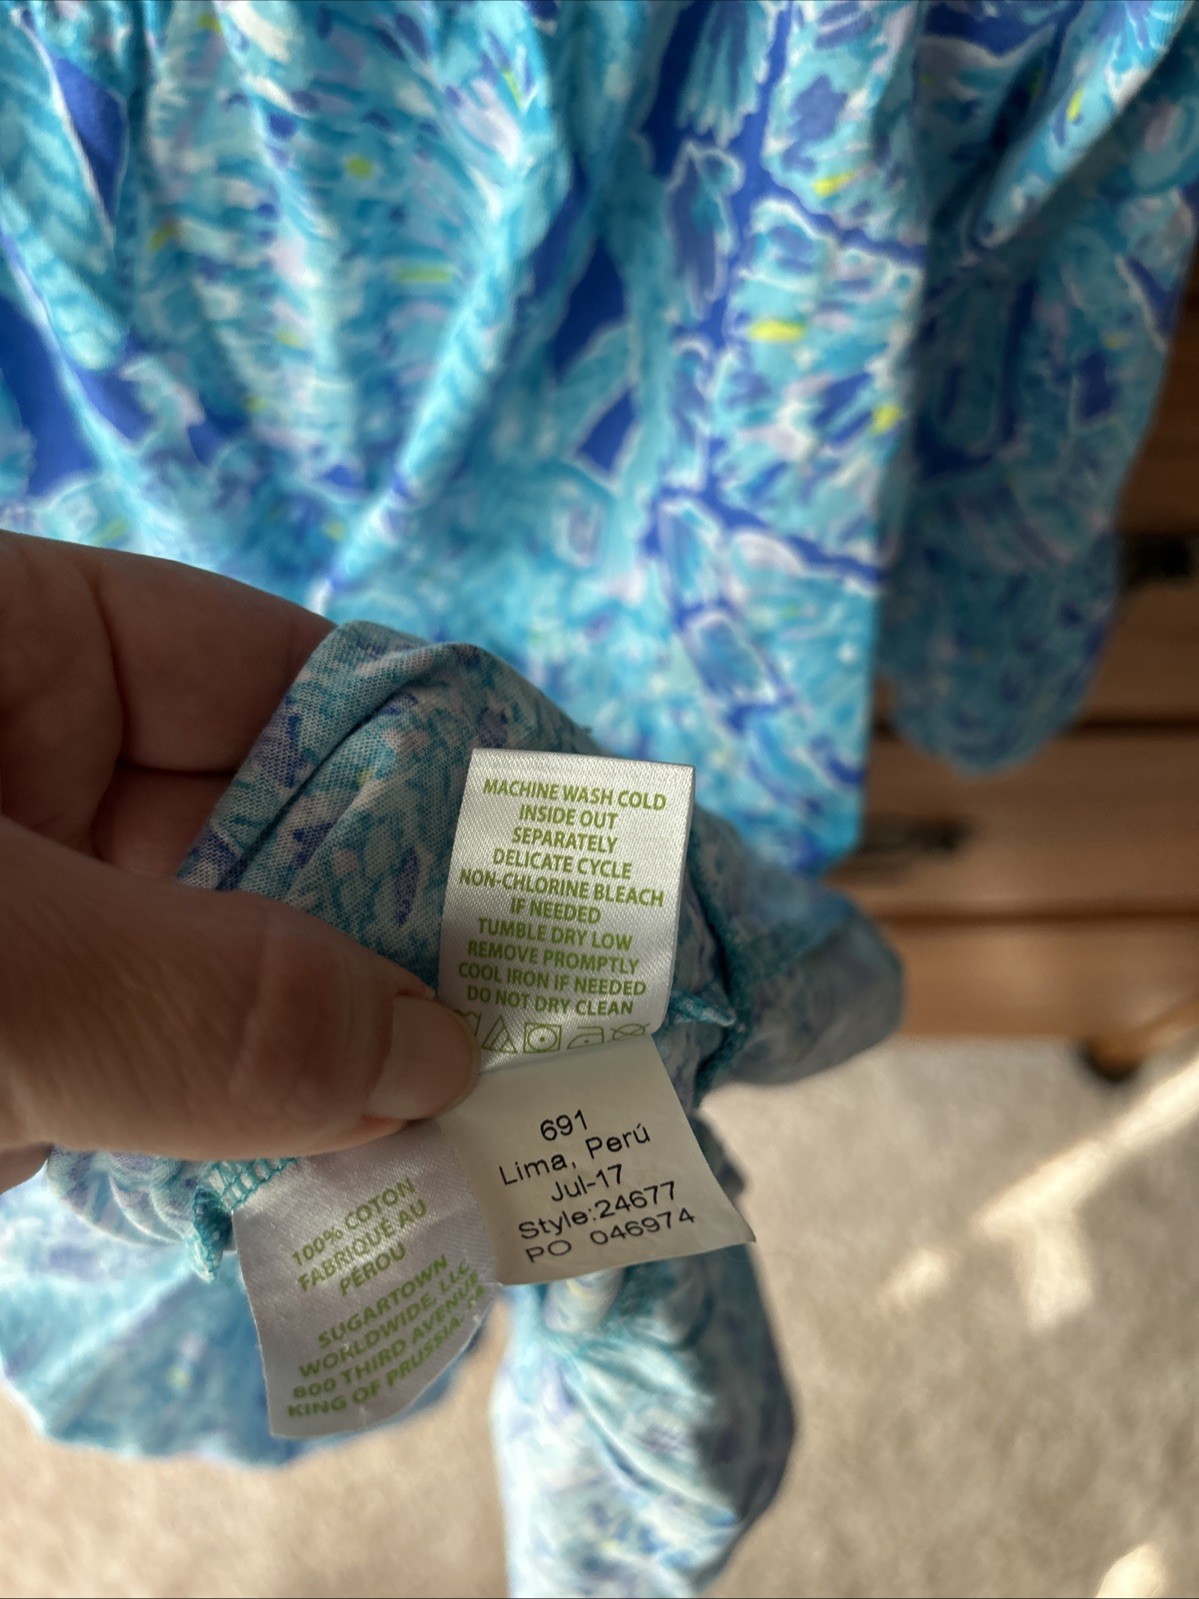 MACHINE WASH COLD
INSIDE OUT
SEPARATELY
DELICATE CYCLE
NON-CHLORINE BLEACH
IF NEEDED
TUMBLE DRY LOW
REMOVE PROMPTLY
COOL IRON IF NEEDED
DO NOT DRY CLEAN
691
Lima, Perú
Jul-17
Style:24677
PO 046974
100% COTON
FABRIQUÉ AU
PÉROU
SUGARTOWN
WORLDWIDE, LLC
800 THIRD AVENUE
KING OF PRUSSIA